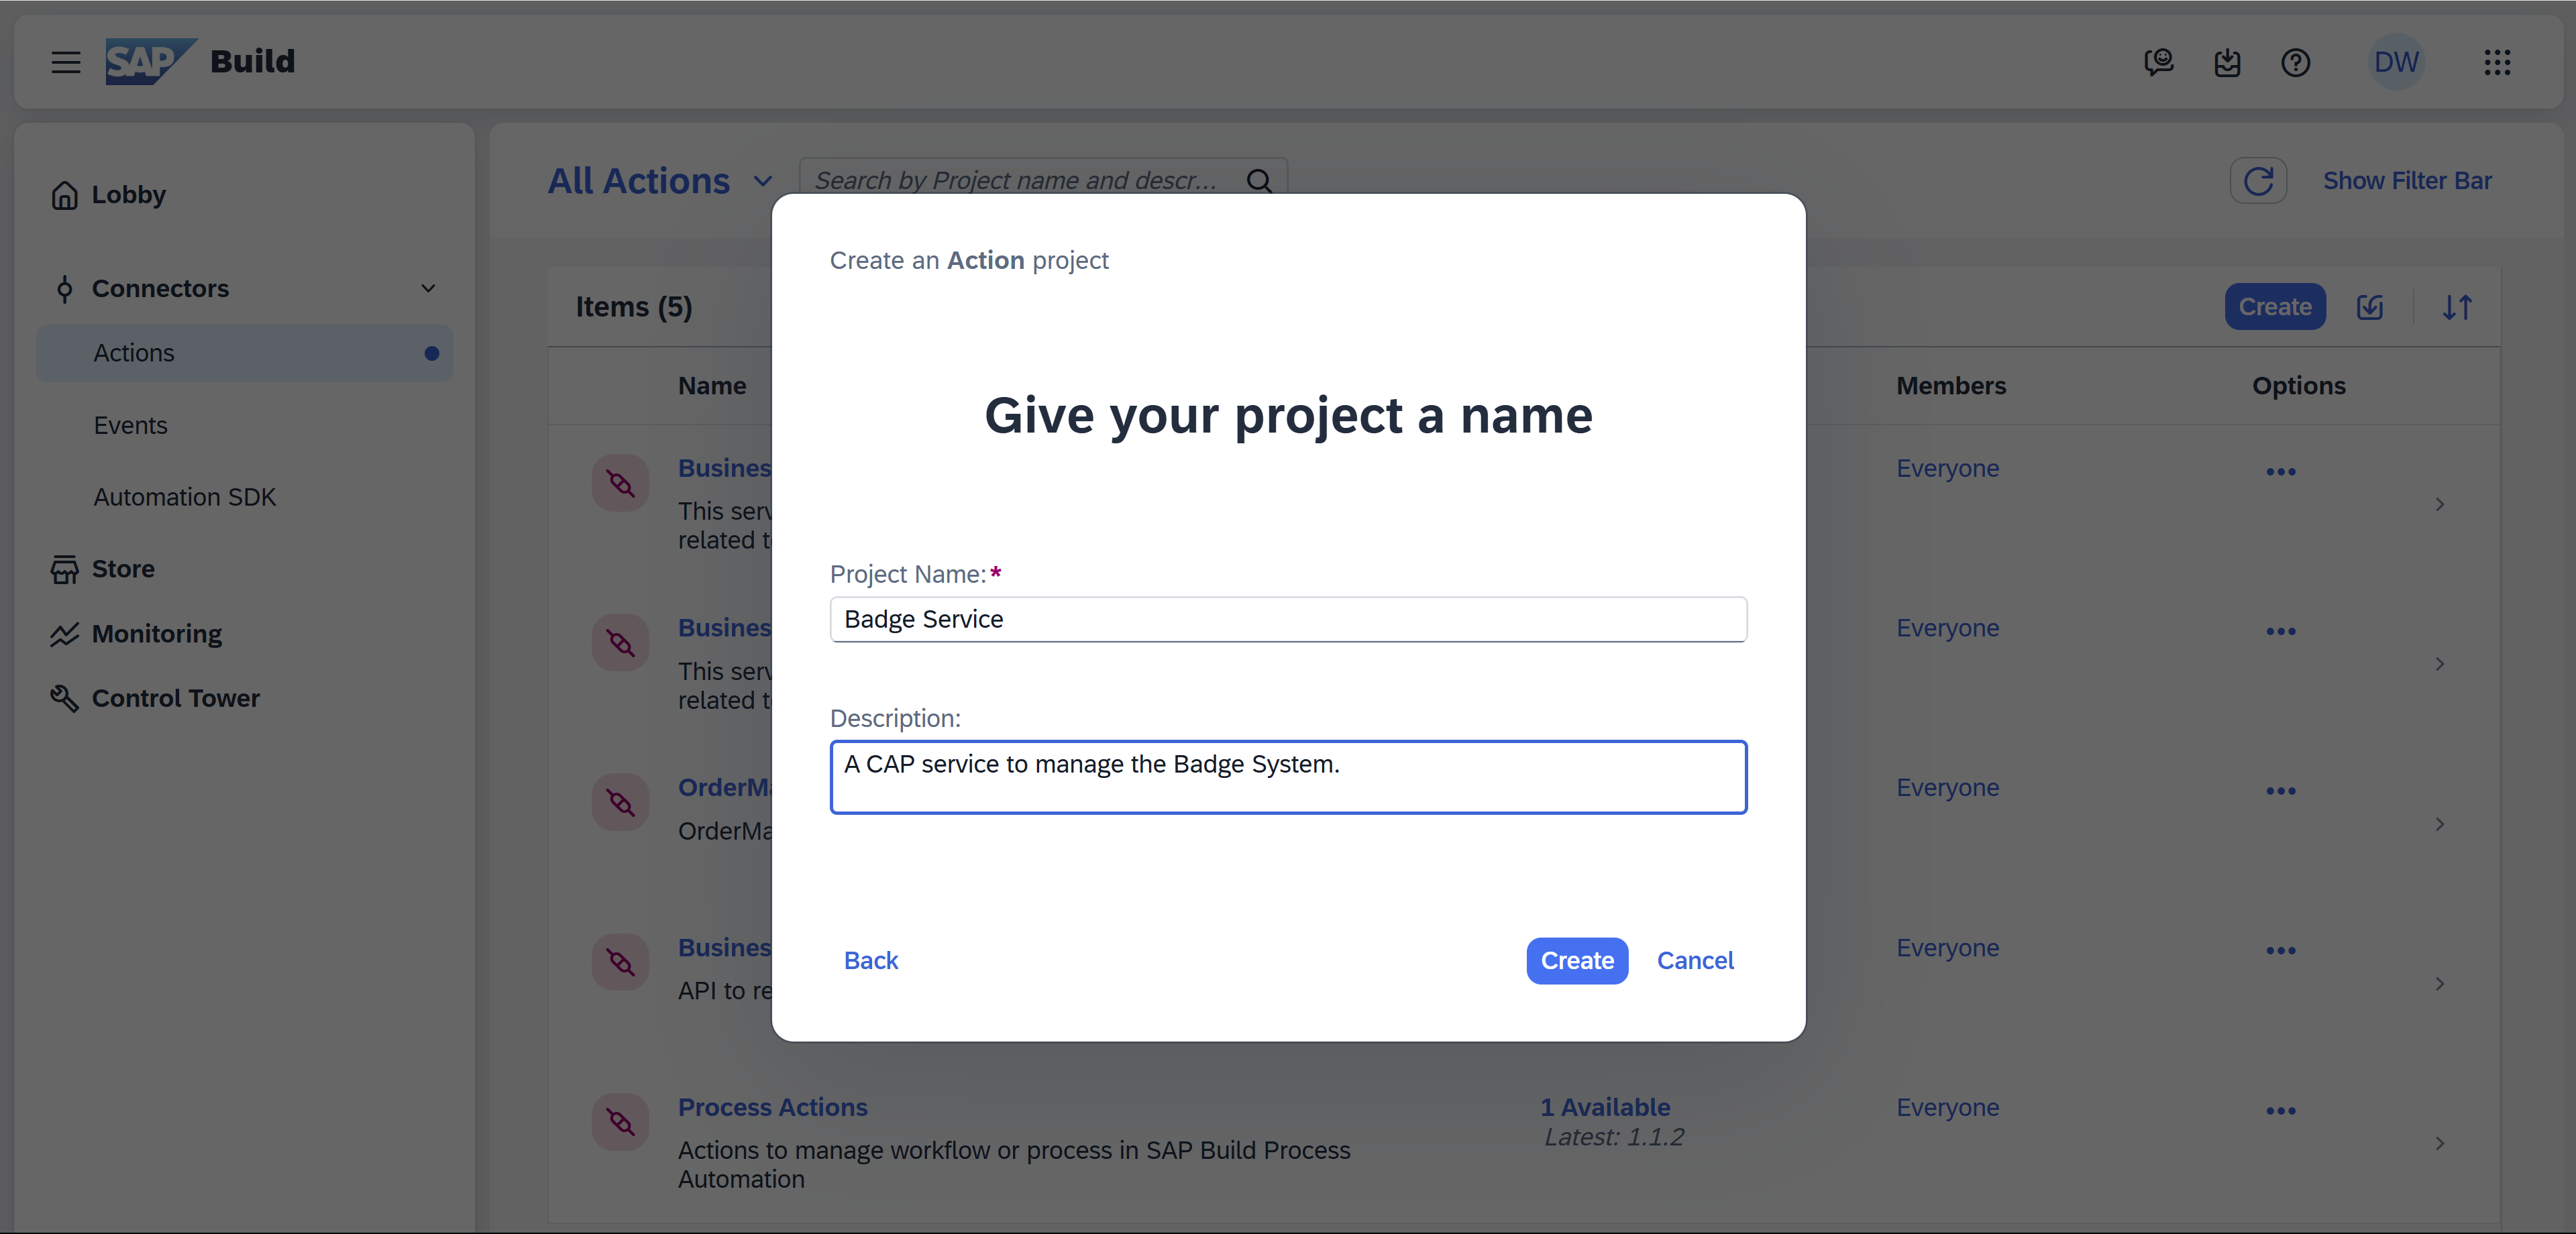 SAP Build
DW
Lobby
Connectors
Actions
Events
Automation SDK
Store
Monitoring
Control Tower
All Actions
Search by Project name and descr...
Show Filter Bar
Items (5)
Create
Name
Members
Options
Busines
This serv
related t
Everyone
Busines
This serv
related t
Everyone
OrderMa
OrderMa
Everyone
Busines
API to re
Everyone
Process Actions
Actions to manage workflow or process in SAP Build Process
Automation
1 Available
Latest: 1.1.2
Everyone
Create an Action project
Give your project a name
Project Name:*
Badge Service
Description:
A CAP service to manage the Badge System.
Back
Create
Cancel